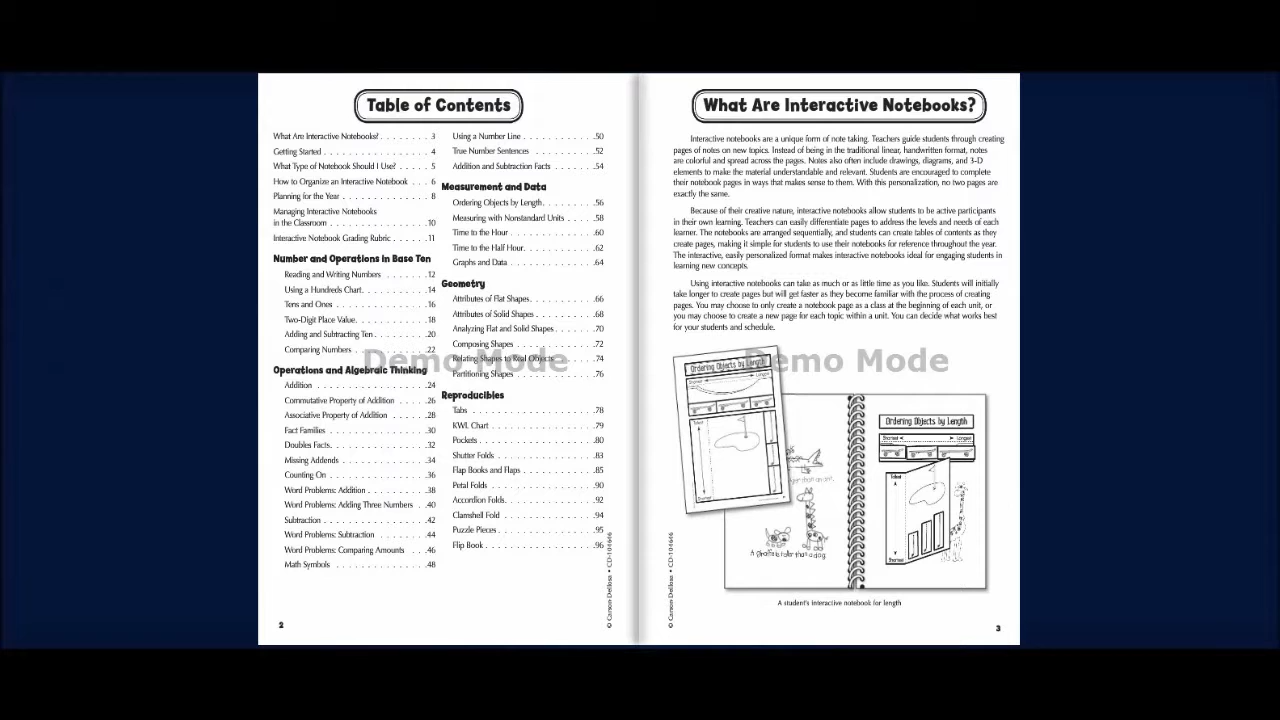 Table of Contents
What Are Interactive Notebooks? . . . . . . . . 3
Getting Started . . . . . . . . . . . . . . . . . 4
What Type of Notebook Should I Use? . . . . . . 5
How to Organize an Interactive Notebook . . . 6
Planning for the Year . . . . . . . . . . . . . . 8
Managing Interactive Notebooks
in the Classroom . . . . . . . . . . . . . . . .10
Interactive Notebook Grading Rubric . . . . . .11
Number and Operations in Base Ten
Reading and Writing Numbers . . . . . . .12
Using a Hundreds Chart. . . . . . . . . . .14
Tens and Ones . . . . . . . . . . . . . .16
Two-Digit Place Value. . . . . . . . . . . .18
Adding and Subtracting Ten . . . . . . . . .20
Comparing Numbers . . . . . . . . . . . .22
Operations and Algebraic Thinking
Addition . . . . . . . . . . . . . . . . . .24
Commutative Property of Addition . . . . . .26
Associative Property of Addition . . . . . .28
Fact Families . . . . . . . . . . . . . . . .30
Doubles Facts. . . . . . . . . . . . . . . .32
Missing Addends . . . . . . . . . . . . . .34
Counting On . . . . . . . . . . . . . . . .36
Word Problems: Addition . . . . . . . . . .38
Word Problems: Adding Three Numbers . .40
Subtraction . . . . . . . . . . . . . . . . .42
Word Problems: Subtraction . . . . . . . .44
Word Problems: Comparing Amounts . . .46
Math Symbols . . . . . . . . . . . . . . .48
Using a Number Line . . . . . . . . . . . .50
True Number Sentences . . . . . . . . . . .52
Addition and Subtraction Facts . . . . . . .54
Measurement and Data
Ordering Objects by Length. . . . . . . . .56
Measuring with Nonstandard Units . . . . .58
Time to the Hour . . . . . . . . . . . . . .60
Time to the Half Hour. . . . . . . . . . . .62
Graphs and Data . . . . . . . . . . . . . .64
Geometry
Attributes of Flat Shapes. . . . . . . . . . .66
Attributes of Solid Shapes . . . . . . . . . .68
Analyzing Flat and Solid Shapes . . . . . . .70
Composing Shapes . . . . . . . . . . . . .72
Relating Shapes to Real Objects . . . . . . .74
Partitioning Shapes . . . . . . . . . . . . .76
Reproducibles
Tabs . . . . . . . . . . . . . . . . . . . .78
KWL Chart . . . . . . . . . . . . . . . . .79
Pockets . . . . . . . . . . . . . . . . . . .80
Shutter Folds . . . . . . . . . . . . . . . .83
Flap Books and Flaps . . . . . . . . . . . .85
Petal Folds . . . . . . . . . . . . . . . . .90
Accordion Folds. . . . . . . . . . . . . . .92
Clamshell Fold . . . . . . . . . . . . . . .94
Puzzle Pieces . . . . . . . . . . . . . . . .95
Flip Book . . . . . . . . . . . . . . . . . .96
Demo Mode
© Carson-Dellosa • CD-104646
2
What Are Interactive Notebooks?
Interactive notebooks are a unique form of note taking. Teachers guide students through creating
pages of notes on new topics. Instead of being in the traditional linear, handwritten format, notes
are colorful and spread across the pages. Notes also often include drawings, diagrams, and 3-D
elements to make the material understandable and relevant. Students are encouraged to complete
their notebook pages in ways that makes sense to them. With this personalization, no two pages are
exactly the same.
Because of their creative nature, interactive notebooks allow students to be active participants
in their own learning. Teachers can easily differentiate pages to address the levels and needs of each
learner. The notebooks are arranged sequentially, and students can create tables of contents as they
create pages, making it simple for students to use their notebooks for reference throughout the year.
The interactive, easily personalized format makes interactive notebooks ideal for engaging students in
learning new concepts.
Using interactive notebooks can take as much or as little time as you like. Students will initially
take longer to create pages but will get faster as they become familiar with the process of creating
pages. You may choose to only create a notebook page as a class at the beginning of each unit, or
you may choose to create a new page for each topic within a unit. You can decide what works best
for your students and schedule.
Demo Mode
Ordering Objects by Length
Shortest Longest
Tallest
Shortest
A giraffe is taller than a dog.
Ordering Objects by Length
Shortest Longest
Tallest
Shortest
A student's interactive notebook for length
© Carson-Dellosa • CD-104646
3